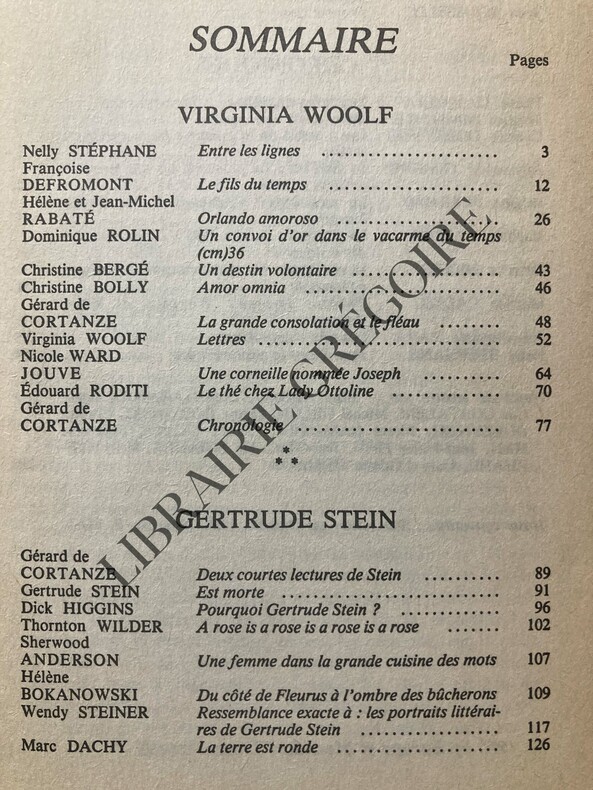 SOMMAIRE
Pages
VIRGINIA WOOLF
Nelly STÉPHANE Entre les lignes ........................ 3
Françoise
DEFROMONT Le fils du temps ....................... 12
Hélène et Jean-Michel
RABATÉ Orlando amoroso ...................... 26
Dominique ROLIN Un convoi d'or dans le vacarme du temps
(cm)36
Christine BERGÉ Un destin volontaire .................... 43
Christine BOLLY Amor omnia .......................... 46
Gérard de
CORTANZE La grande consolation et le fléau ........ 48
Virginia WOOLF Lettres ................................ 52
Nicole WARD
JOUVE Une corneille nommée Joseph .......... 64
Édouard RODITI Le thé chez Lady Ottoline .............. 70
Gérard de
CORTANZE Chronologie ........................... 77
***
GERTRUDE STEIN
Gérard de
CORTANZE Deux courtes lectures de Stein .......... 89
Gertrude STEIN Est morte ............................. 91
Dick HIGGINS Pourquoi Gertrude Stein ? ............. 96
Thornton WILDER A rose is a rose is a rose is a rose ....... 102
Sherwood
ANDERSON Une femme dans la grande cuisine des mots 107
Hélène
BOKANOWSKI Du côté de Fleurus à l'ombre des bûcherons 109
Wendy STEINER Ressemblance exacte à : les portraits littérai-
res de Gertrude Stein .................. 117
Marc DACHY La terre est ronde ...................... 126
LIBRAIRIE GRÉGOIRE